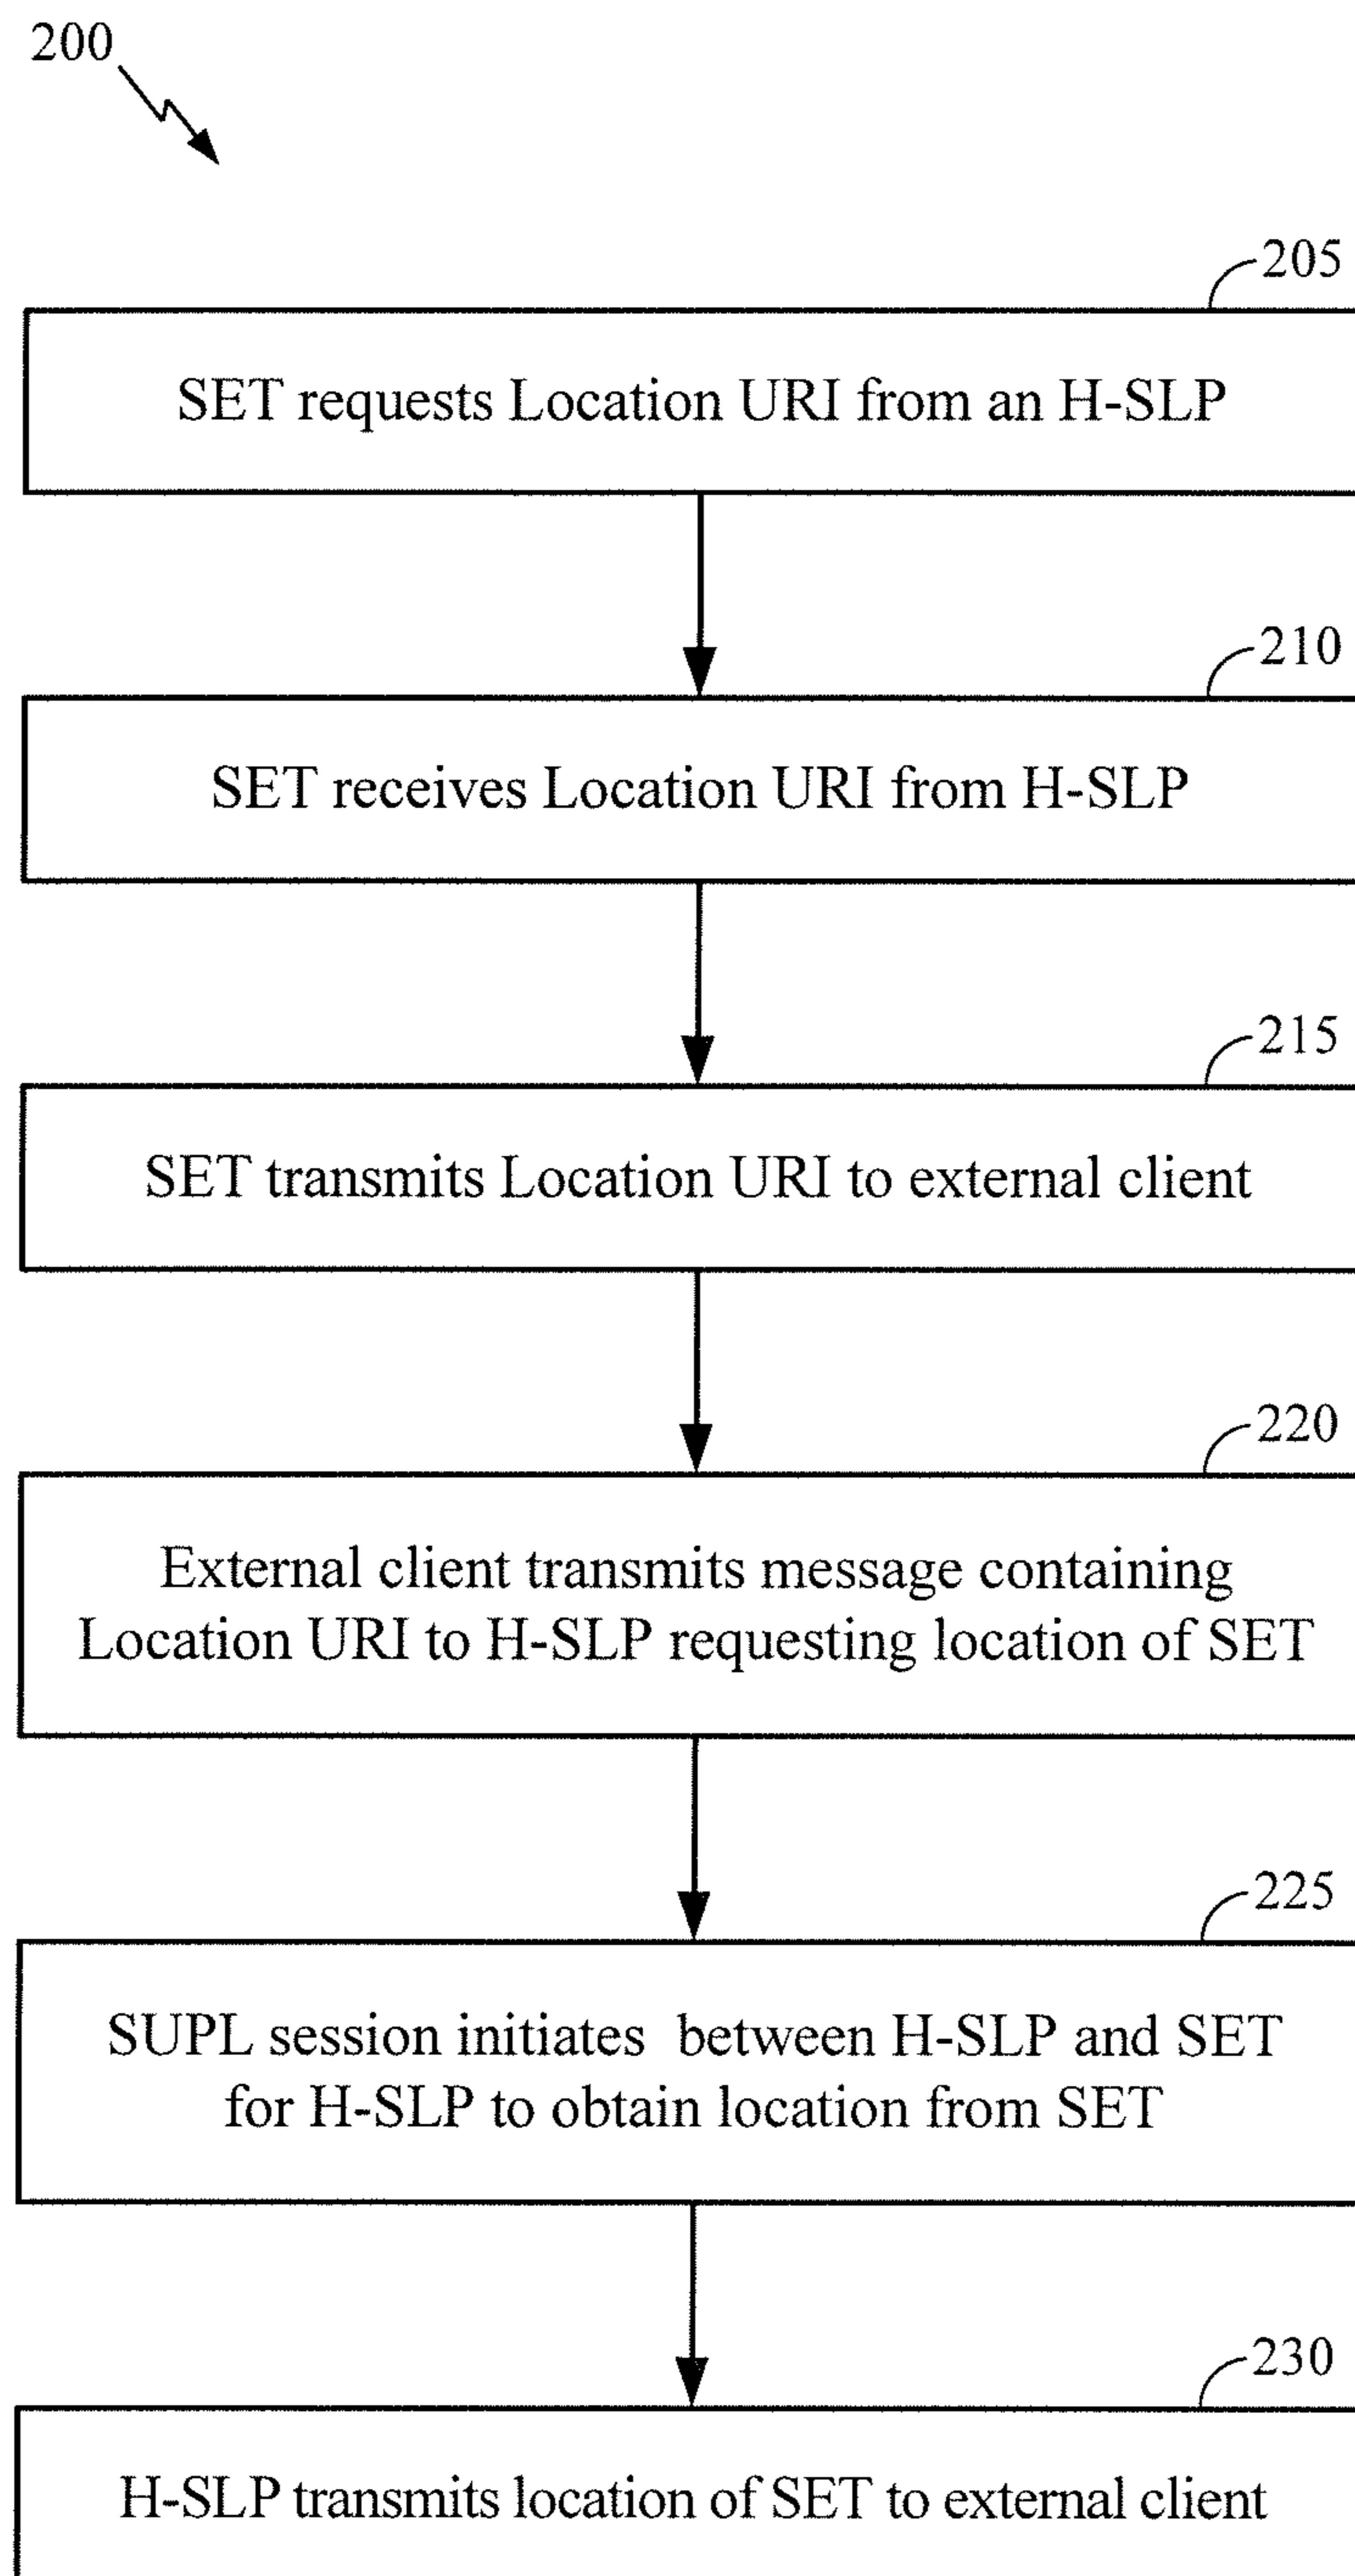 200
205
SET requests Location URI from an H-SLP
210
SET receives Location URI from H-SLP
215
SET transmits Location URI to external client
220
External client transmits message containing
Location URI to H-SLP requesting location of SET
225
SUPL session initiates between H-SLP and SET
for H-SLP to obtain location from SET
230
H-SLP transmits location of SET to external client